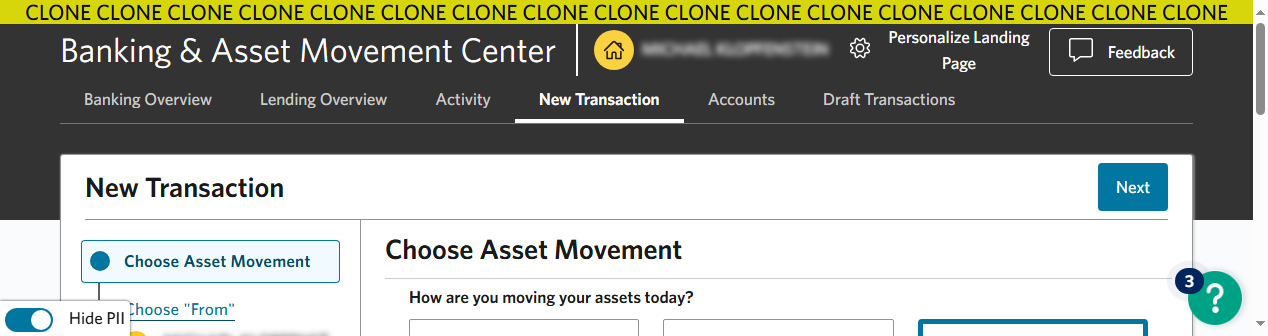 CLONE CLONE CLONE CLONE CLONE CLONE CLONE CLONE CLONE CLONE CLONE CLONE CLONE CLONE CLONE CLONE CLONE
Banking & Asset Movement Center
Personalize Landing
Page
Feedback
Banking Overview Lending Overview Activity New Transaction Accounts Draft Transactions
New Transaction
Next
Choose Asset Movement
Choose "From"
Choose Asset Movement
How are you moving your assets today?
Hide PII
3
?